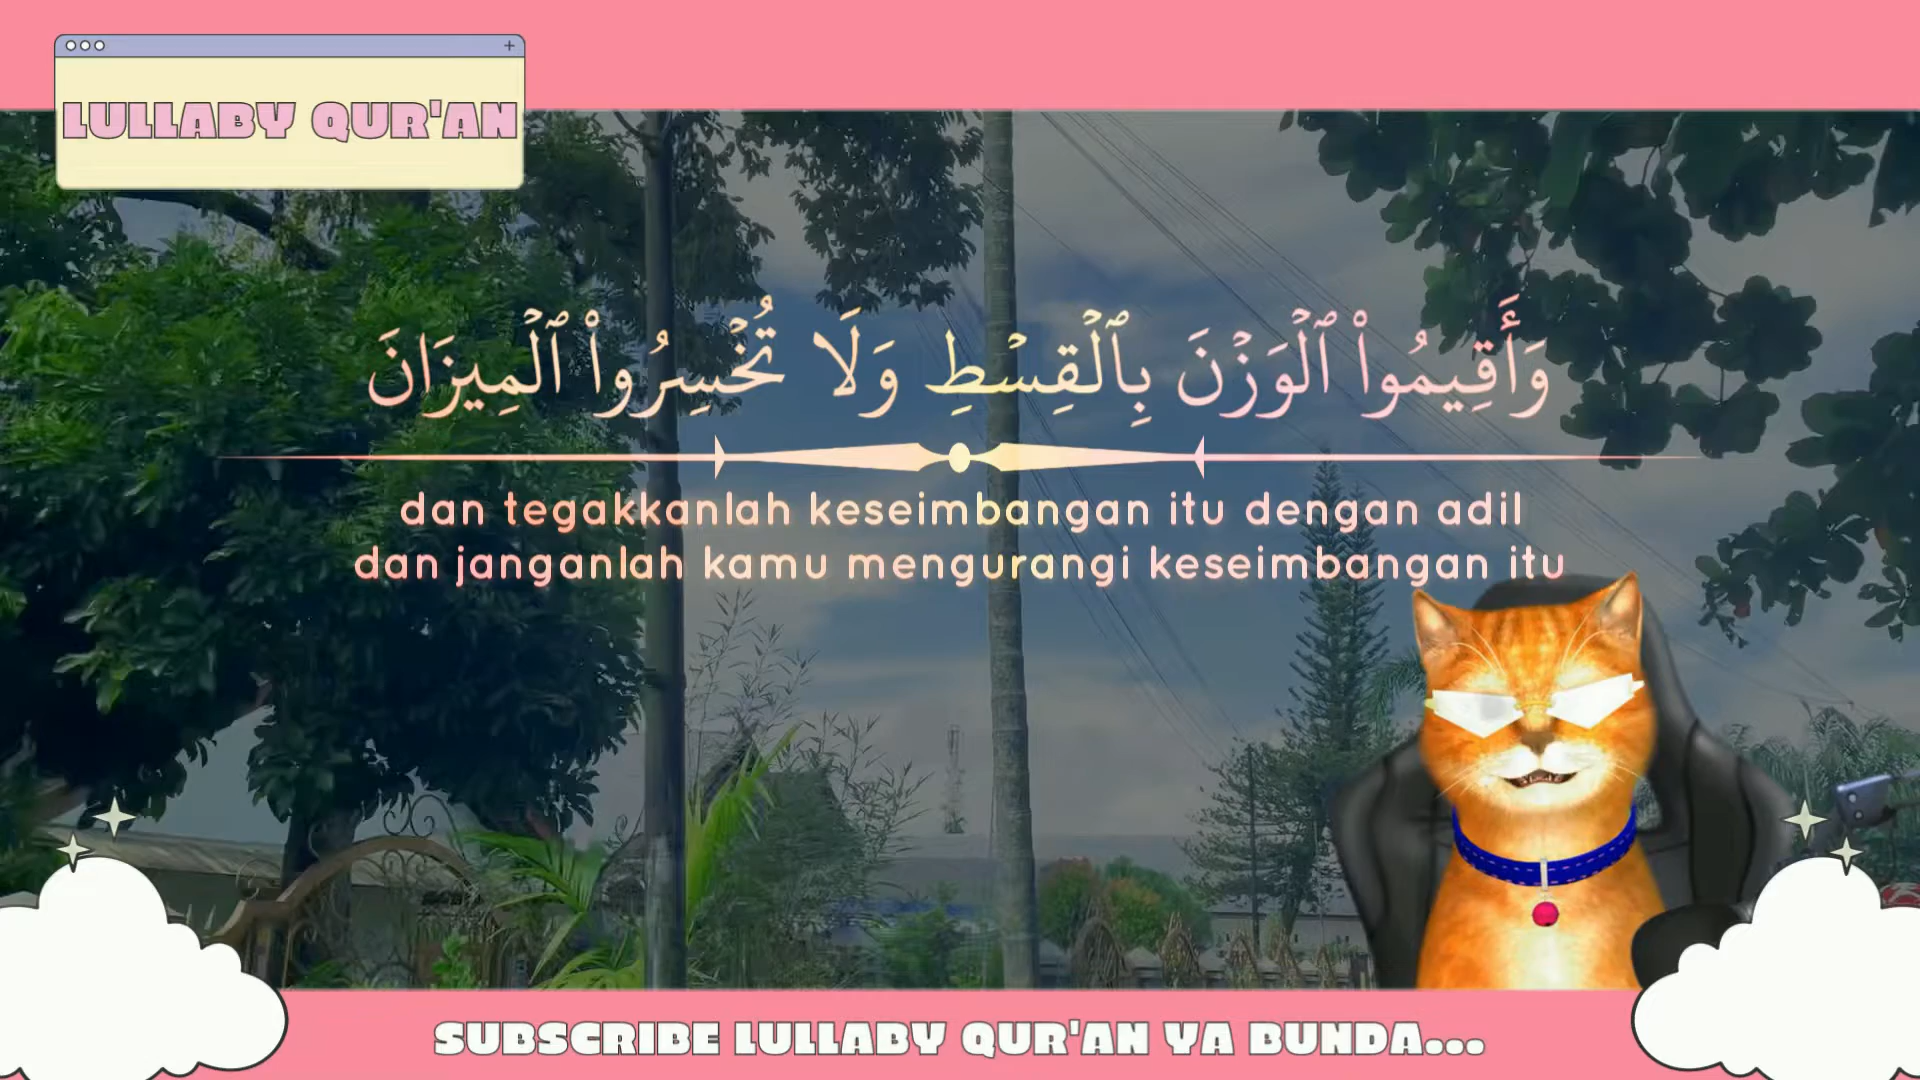 LULLABY QUR'AN
وَأَقِيمُوا۟ ٱلْوَزْنَ بِٱلْقِسْطِ وَلَا تُخْسِرُوا۟ ٱلْمِيزَانَ
dan tegakkanlah keseimbangan itu dengan adil
dan janganlah kamu mengurangi keseimbangan itu
SUBSCRIBE LULLABY QUR'AN YA BUNDA...